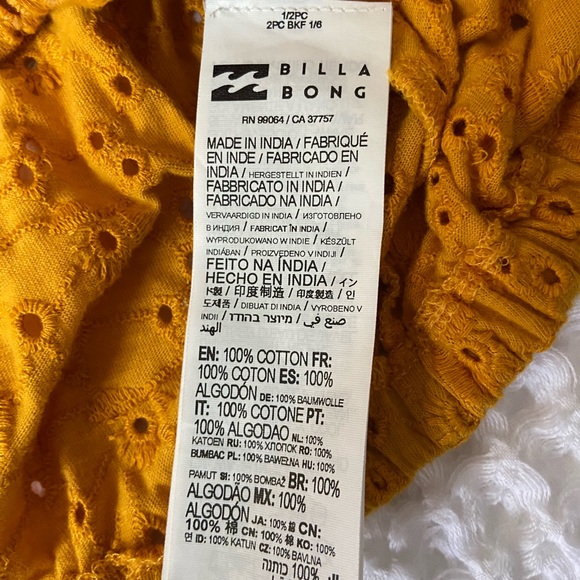 1/2PC
2PC BKF 1/6
BILLA
BONG
RN 99064 / CA 37757
MADE IN INDIA / FABRIQUÉ
EN INDE / FABRICADO EN
INDIA / HERGESTELLT IN INDIEN /
FABBRICATO IN INDIA /
FABRICADO NA INDIA /
VERVAARDIGD IN INDIA / ИЗГОТОВЛЕНО
В ИНДИЯ / FABRICAT ÎN INDIA /
WYPRODUKOWANO W INDIE / KÉSZÜLT
INDIÁBAN / PROIZVEDENO V INDIJI /
FEITO NA ÍNDIA /
HECHO EN INDIA / イン
ド製 / 印度制造 / 印度製造 / 인
도제품 / DIBUAT DI INDIA / VYROBENO V
INDII / מיוצר בהודו / صنع في
الهند
EN: 100% COTTON FR:
100% COTON ES: 100%
ALGODÓN DE: 100% BAUMWOLLE
IT: 100% COTONE PT:
100% ALGODAO NL: 100%
KATOEN RU: 100% ХЛОПОК RO: 100%
BUMBAC PL: 100% BAWEŁNA HU: 100%
PAMUT SI: 100% BOMBAŽ BR: 100%
ALGODÃO MX: 100%
ALGODÓN JA: 100% 綿 CN:
100% 棉 CN: 100% 棉 KO: 100%
면 ID: 100% KATUN CZ: 100% BAVLNA
100% כותנה